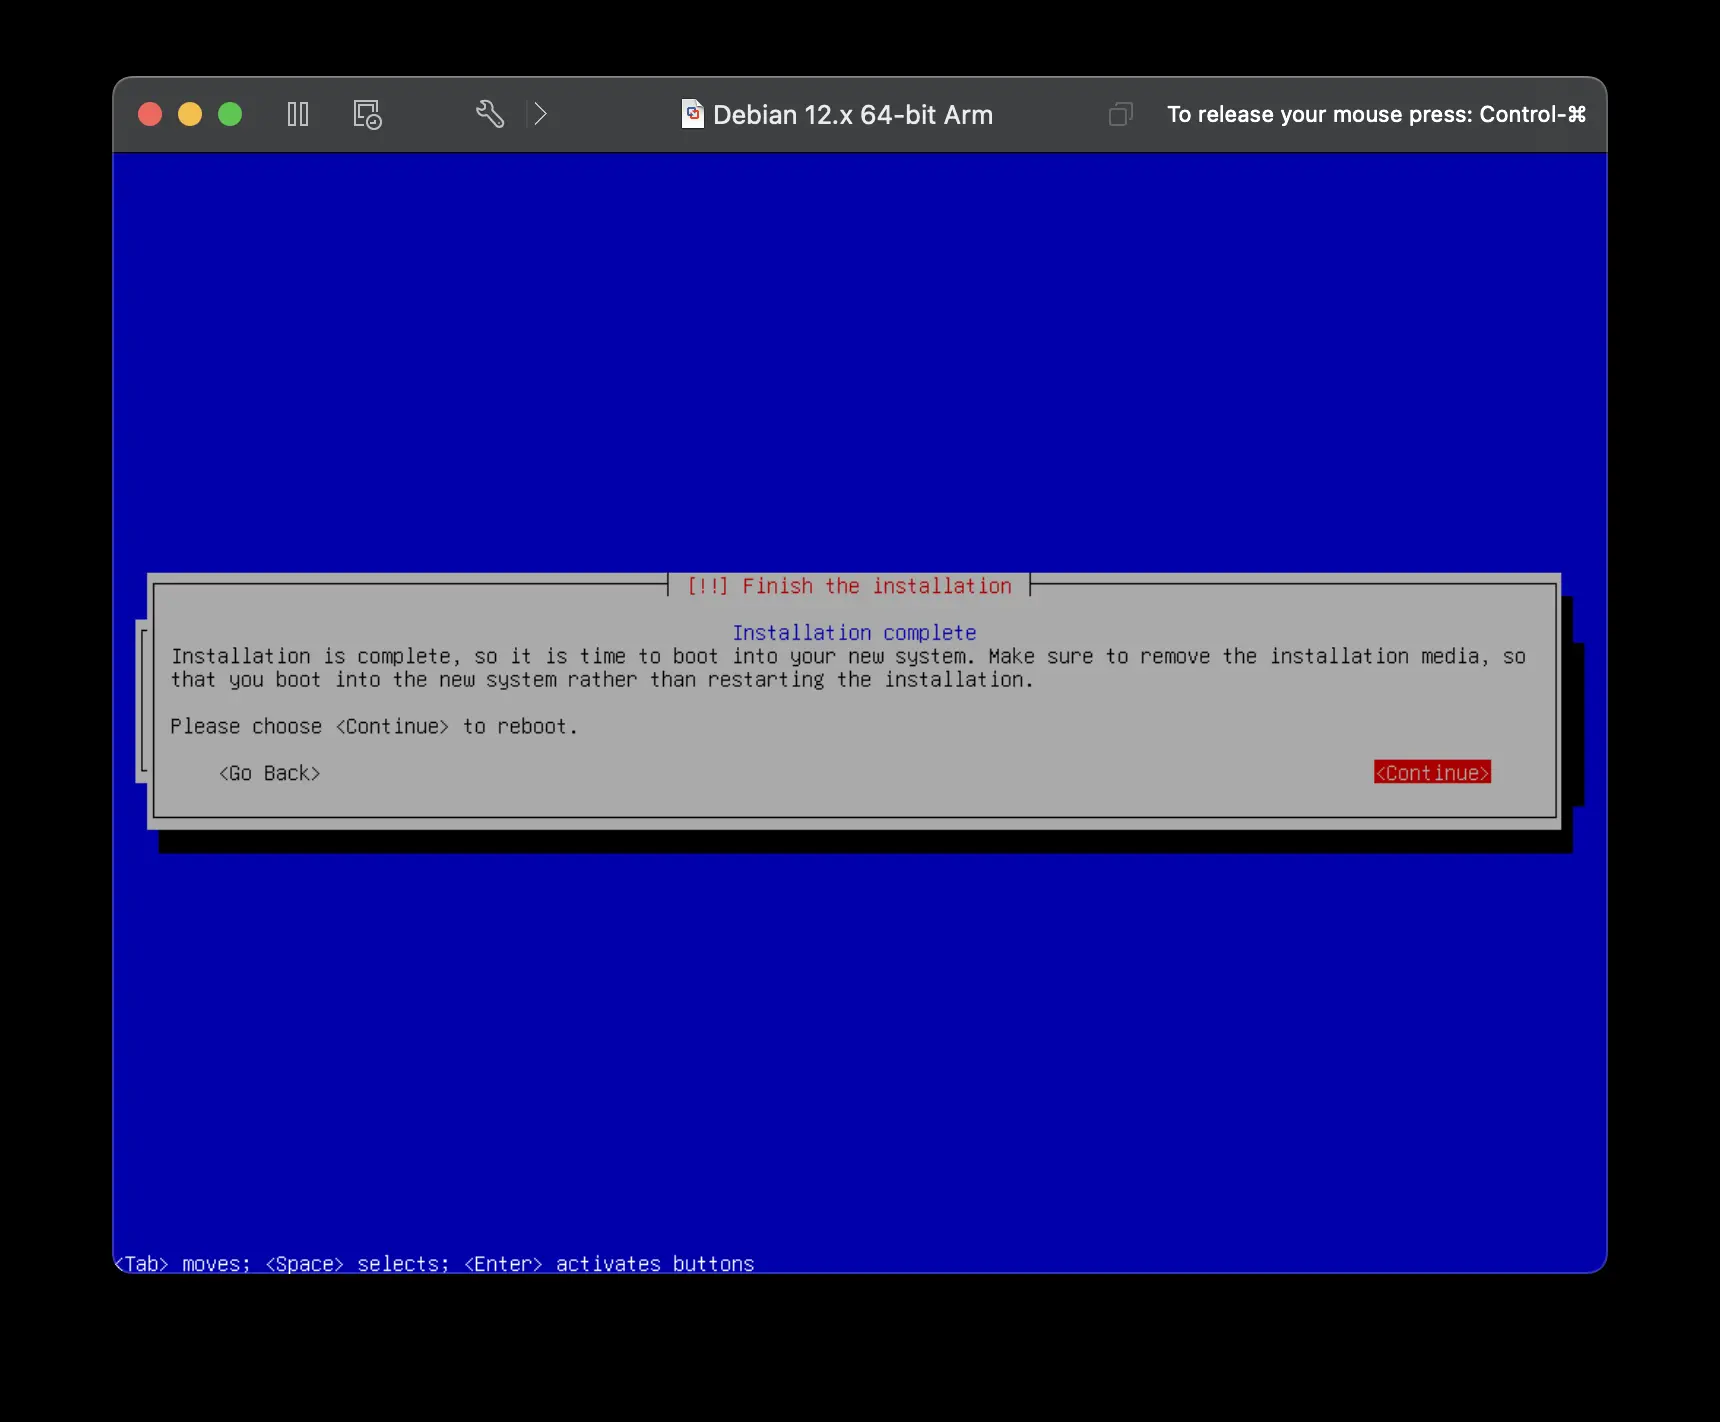 Debian 12.x 64-bit Arm
To release your mouse press: Control-⌘
[!!] Finish the installation
Installation complete
Installation is complete, so it is time to boot into your new system. Make sure to remove the installation media, so
that you boot into the new system rather than restarting the installation.
Please choose <Continue> to reboot.
<Go Back> <Continue>
<Tab> moves; <Space> selects; <Enter> activates buttons